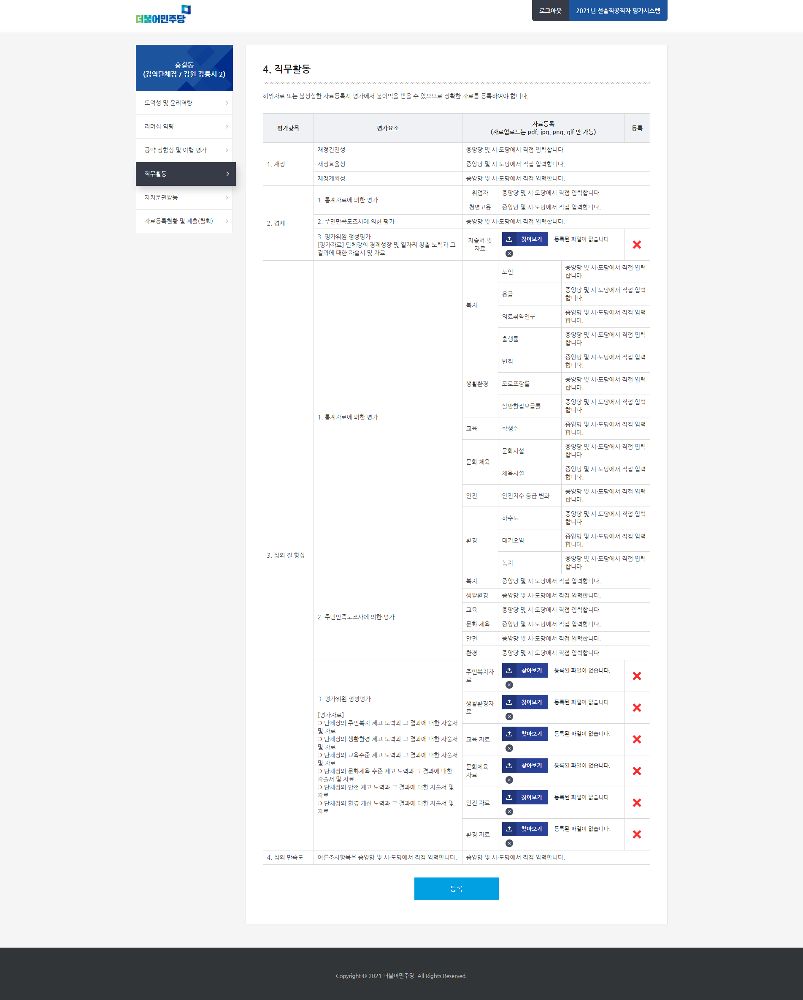 더불어민주당
로그아웃
2021년 선출직공직자 평가시스템
홍길동
(광역단체장 / 강원 강릉시 2)
도덕성 및 윤리역량
리더십 역량
공약 정합성 및 이행 평가
직무활동
자치분권활동
자료등록현황 및 제출(철회)
4. 직무활동
허위자료 또는 불성실한 자료등록시 평가에서 불이익을 받을 수 있으므로 정확한 자료를 등록하여야 합니다.
평가항목
평가요소
자료등록
(자료업로드는 pdf, jpg, png, gif 만 가능)
등록
1. 재정
재정건전성
중앙당 및 시·도당에서 직접 입력합니다.
재정효율성
중앙당 및 시·도당에서 직접 입력합니다.
재정계획성
중앙당 및 시·도당에서 직접 입력합니다.
2. 경제
1. 통계자료에 의한 평가
취업자
중앙당 및 시·도당에서 직접 입력합니다.
청년고용
중앙당 및 시·도당에서 직접 입력합니다.
2. 주민만족도조사에 의한 평가
중앙당 및 시·도당에서 직접 입력합니다.
3. 평가위원 정성평가
[평가자료] 단체장의 경제성장 및 일자리 창출 노력과 그
결과에 대한 자술서 및 자료
자술서 및
자료
찾아보기
등록된 파일이 없습니다.
3. 삶의 질 향상
1. 통계자료에 의한 평가
복지
노인
중앙당 및 시·도당에서 직접 입력
합니다.
응급
중앙당 및 시·도당에서 직접 입력
합니다.
의료취약인구
중앙당 및 시·도당에서 직접 입력
합니다.
출생률
중앙당 및 시·도당에서 직접 입력
합니다.
생활환경
빈집
중앙당 및 시·도당에서 직접 입력
합니다.
도로포장률
중앙당 및 시·도당에서 직접 입력
합니다.
살만한집보급률
중앙당 및 시·도당에서 직접 입력
합니다.
교육
학생수
중앙당 및 시·도당에서 직접 입력
합니다.
문화·체육
문화시설
중앙당 및 시·도당에서 직접 입력
합니다.
체육시설
중앙당 및 시·도당에서 직접 입력
합니다.
안전
안전지수 등급 변화
중앙당 및 시·도당에서 직접 입력
합니다.
환경
하수도
중앙당 및 시·도당에서 직접 입력
합니다.
대기오염
중앙당 및 시·도당에서 직접 입력
합니다.
녹지
중앙당 및 시·도당에서 직접 입력
합니다.
2. 주민만족도조사에 의한 평가
복지
중앙당 및 시·도당에서 직접 입력합니다.
생활환경
중앙당 및 시·도당에서 직접 입력합니다.
교육
중앙당 및 시·도당에서 직접 입력합니다.
문화·체육
중앙당 및 시·도당에서 직접 입력합니다.
안전
중앙당 및 시·도당에서 직접 입력합니다.
환경
중앙당 및 시·도당에서 직접 입력합니다.
3. 평가위원 정성평가
[평가자료]
❍ 단체장의 주민복지 제고 노력과 그 결과에 대한 자술서
및 자료
❍ 단체장의 생활환경 제고 노력과 그 결과에 대한 자술서
및 자료
❍ 단체장의 교육수준 제고 노력과 그 결과에 대한 자술서
및 자료
❍ 단체장의 문화체육 수준 제고 노력과 그 결과에 대한
자술서 및 자료
❍ 단체장의 안전 제고 노력과 그 결과에 대한 자술서 및
자료
❍ 단체장의 환경 개선 노력과 그 결과에 대한 자술서 및
자료
주민복지자
료
찾아보기
등록된 파일이 없습니다.
생활환경자
료
찾아보기
등록된 파일이 없습니다.
교육 자료
찾아보기
등록된 파일이 없습니다.
문화체육
자료
찾아보기
등록된 파일이 없습니다.
안전 자료
찾아보기
등록된 파일이 없습니다.
환경 자료
찾아보기
등록된 파일이 없습니다.
4. 삶의 만족도
여론조사항목은 중앙당 및 시·도당에서 직접 입력합니다.
중앙당 및 시·도당에서 직접 입력합니다.
등록
Copyright © 2021 더불어민주당. All Rights Reserved.